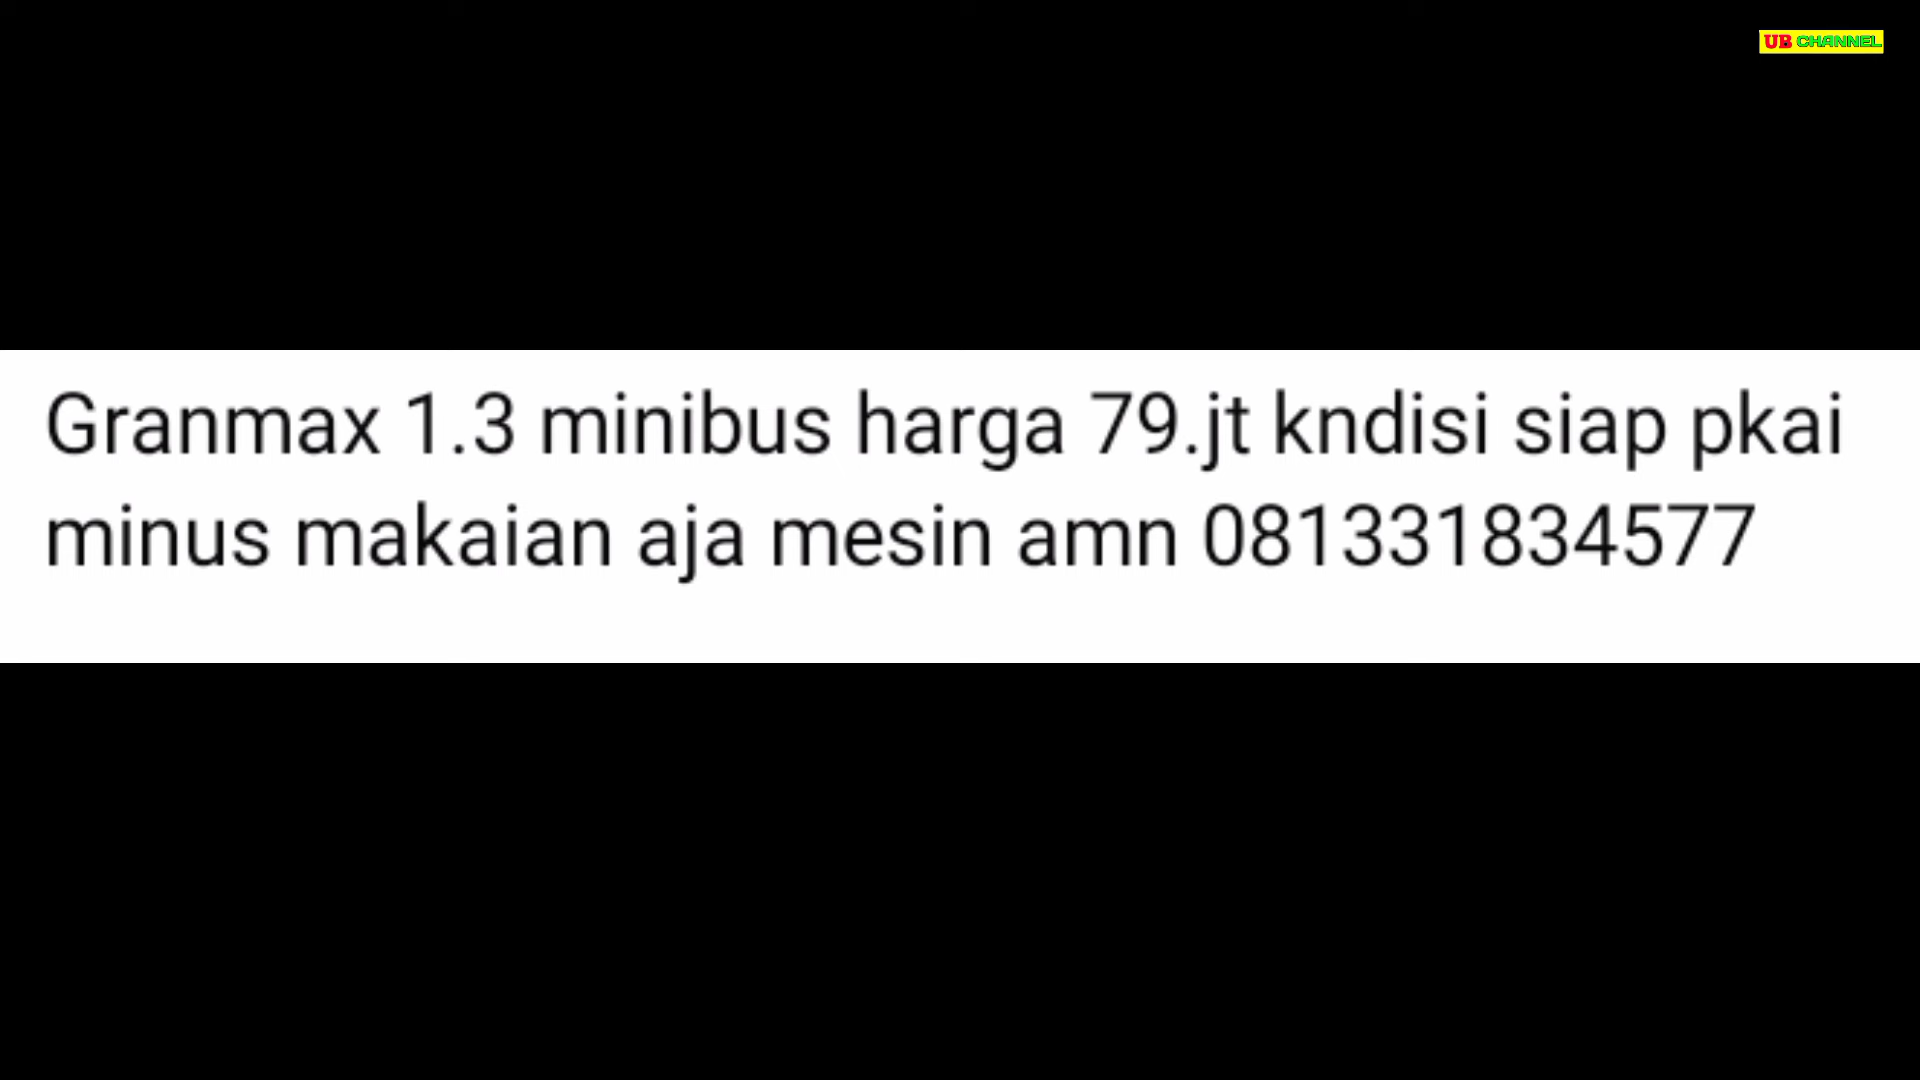 UB CHANNEL
Granmax 1.3 minibus harga 79.jt kndisi siap pkai
minus makaian aja mesin amn 081331834577